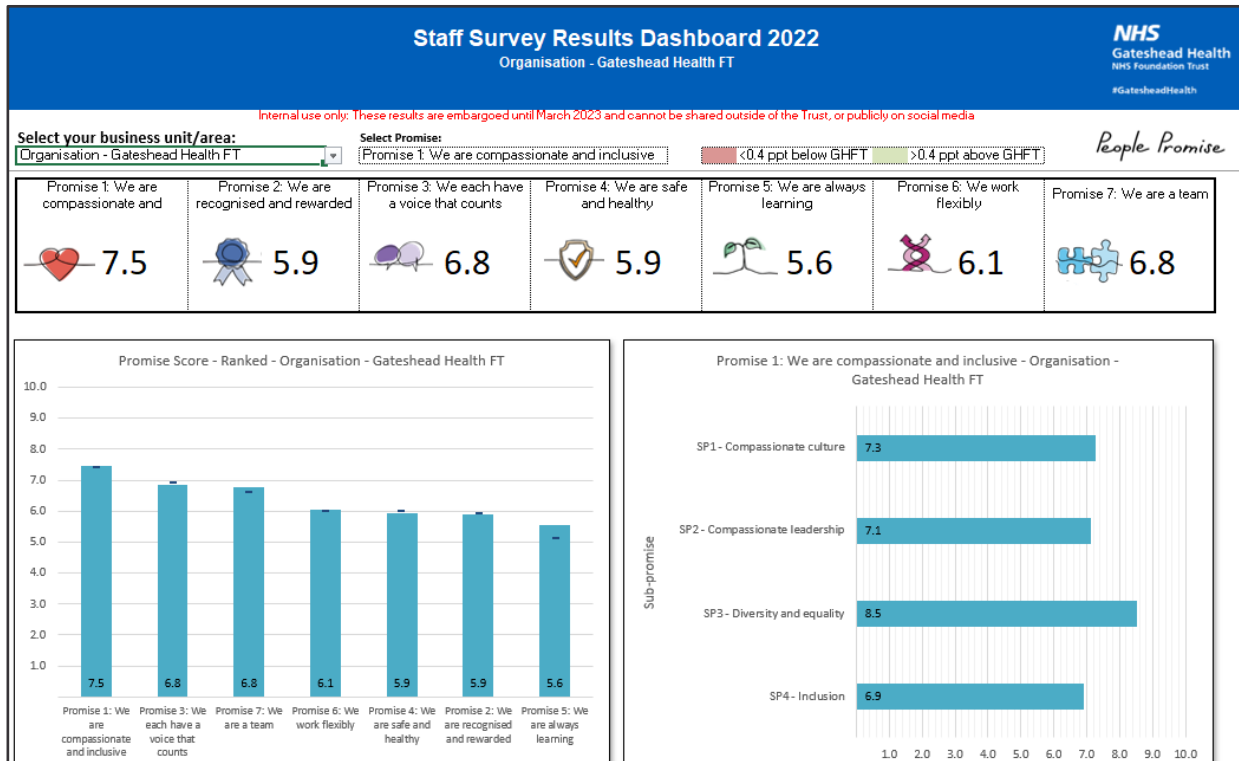 Staff Survey Results Dashboard 2022
Organisation - Gateshead Health FT
NHS
Gateshead Health
NHS Foundation Trust
#GatesheadHealth
Internal use only: These results are embargoed until March 2023 and cannot be shared outside of the Trust, or publicly on social media
Select your business unit/area:
Organisation - Gateshead Health FT
Select Promise:
Promise 1: We are compassionate and inclusive
<0.4 ppt below GHFT
>0.4 ppt above GHFT
People Promise
Promise 1: We are
compassionate and
7.5
Promise 2: We are
recognised and rewarded
5.9
Promise 3: We each have
a voice that counts
6.8
Promise 4: We are safe
and healthy
5.9
Promise 5: We are always
learning
5.6
Promise 6: We work
flexibly
6.1
Promise 7: We are a team
6.8
Promise Score - Ranked - Organisation - Gateshead Health FT
10.0
9.0
8.0
7.0
6.0
5.0
4.0
3.0
2.0
1.0
7.5
6.8
6.8
6.1
5.9
5.9
5.6
Promise 1: We
are
compassionate
and inclusive
Promise 3: We
each have a
voice that
counts
Promise 7: We
are a team
Promise 6: We
work flexibly
Promise 4: We
are safe and
healthy
Promise 2: We
are recognised
and rewarded
Promise 5: We
are always
learning
Promise 1: We are compassionate and inclusive - Organisation -
Gateshead Health FT
Sub-promise
SP1 - Compassionate culture
7.3
SP2 - Compassionate leadership
7.1
SP3 - Diversity and equality
8.5
SP4 - Inclusion
6.9
1.0 2.0 3.0 4.0 5.0 6.0 7.0 8.0 9.0 10.0